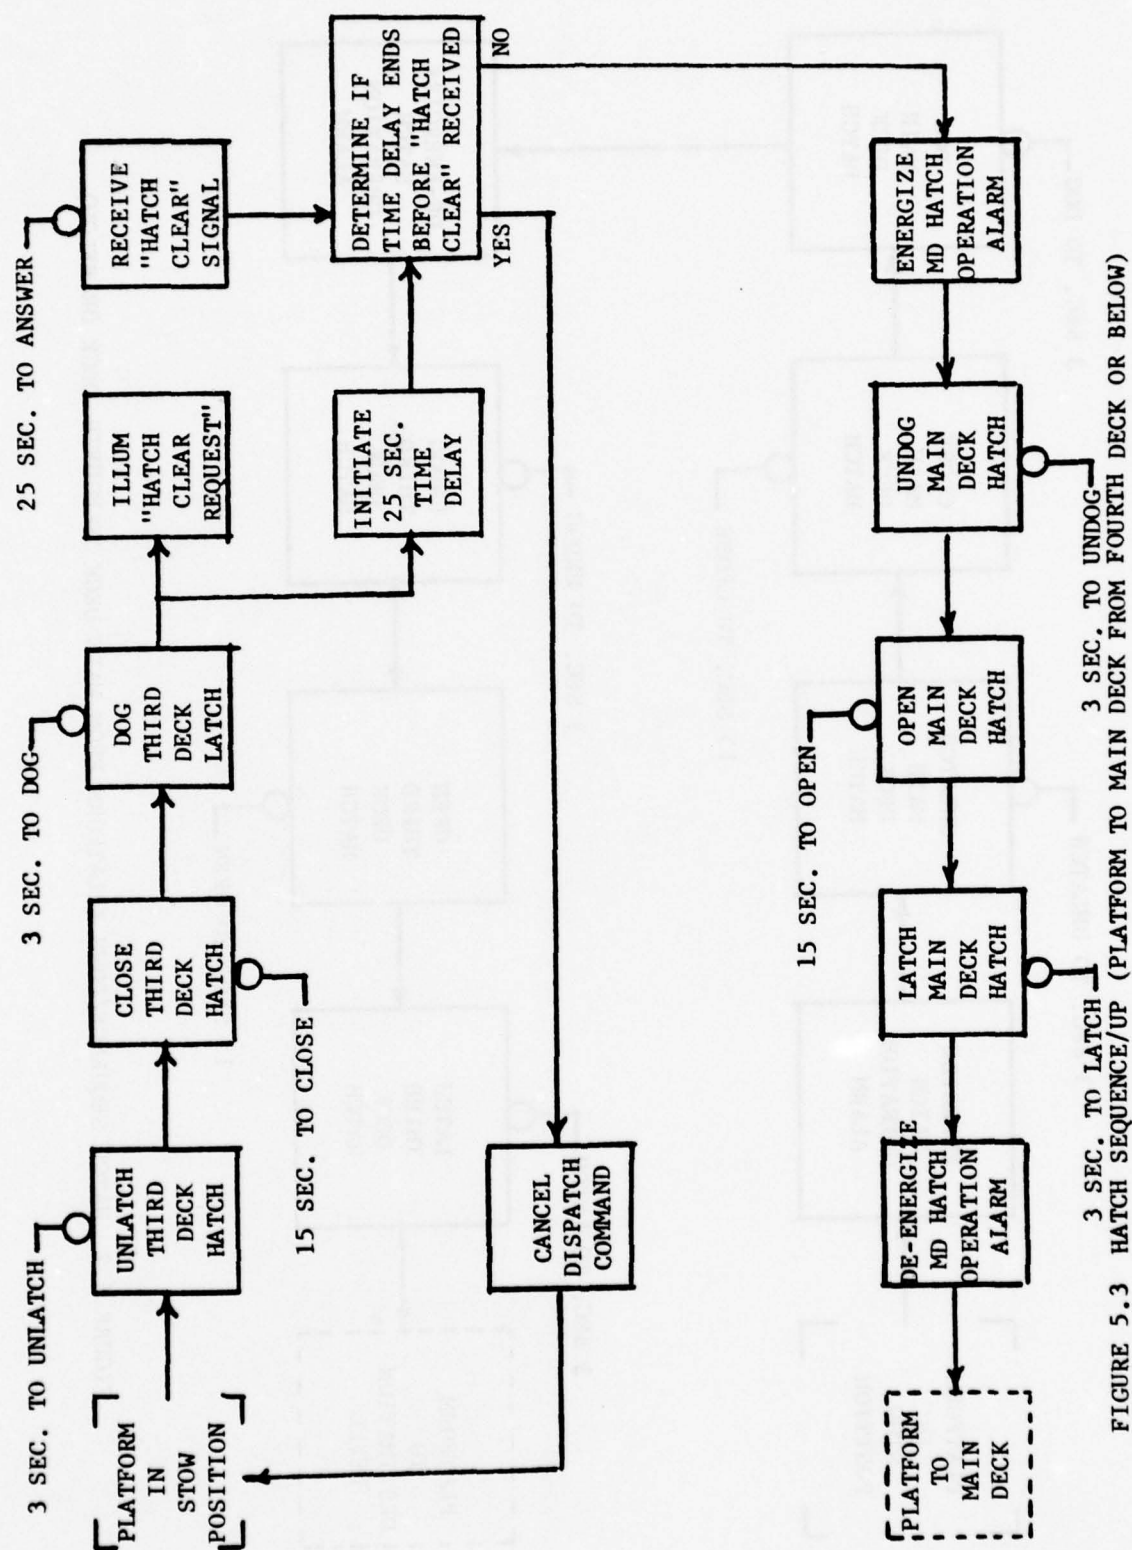 3 SEC. TO UNLATCH
3 SEC. TO DOG
25 SEC. TO ANSWER
PLATFORM
IN
STOW
POSITION
UNLATCH
THIRD
DECK
HATCH
CLOSE
THIRD
DECK
HATCH
15 SEC. TO CLOSE
DOG
THIRD
DECK
LATCH
ILLUM
"HATCH
CLEAR
REQUEST"
RECEIVE
"HATCH
CLEAR"
SIGNAL
INITIATE
25 SEC.
TIME
DELAY
DETERMINE IF
TIME DELAY ENDS
BEFORE "HATCH
CLEAR" RECEIVED
YES
NO
CANCEL
DISPATCH
COMMAND
15 SEC. TO OPEN
PLATFORM
TO
MAIN
DECK
DE-ENERGIZE
MD HATCH
OPERATION
ALARM
LATCH
MAIN
DECK
HATCH
OPEN
MAIN
DECK
HATCH
UNDOG
MAIN
DECK
HATCH
ENERGIZE
MD HATCH
OPERATION
ALARM
3 SEC. TO LATCH
3 SEC. TO UNDOG
FIGURE 5.3 HATCH SEQUENCE/UP (PLATFORM TO MAIN DECK FROM FOURTH DECK OR BELOW)